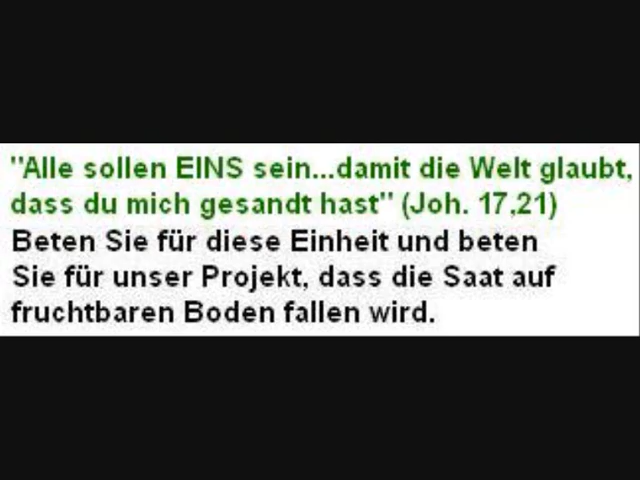 "Alle sollen EINS sein...damit die Welt glaubt,
dass du mich gesandt hast" (Joh. 17,21)
Beten Sie für diese Einheit und beten
Sie für unser Projekt, dass die Saat auf
fruchtbaren Boden fallen wird.